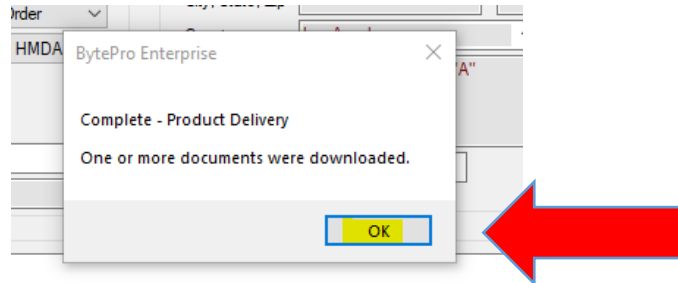 Order
HMDA
BytePro Enterprise
"A"
Complete - Product Delivery
One or more documents were downloaded.
OK